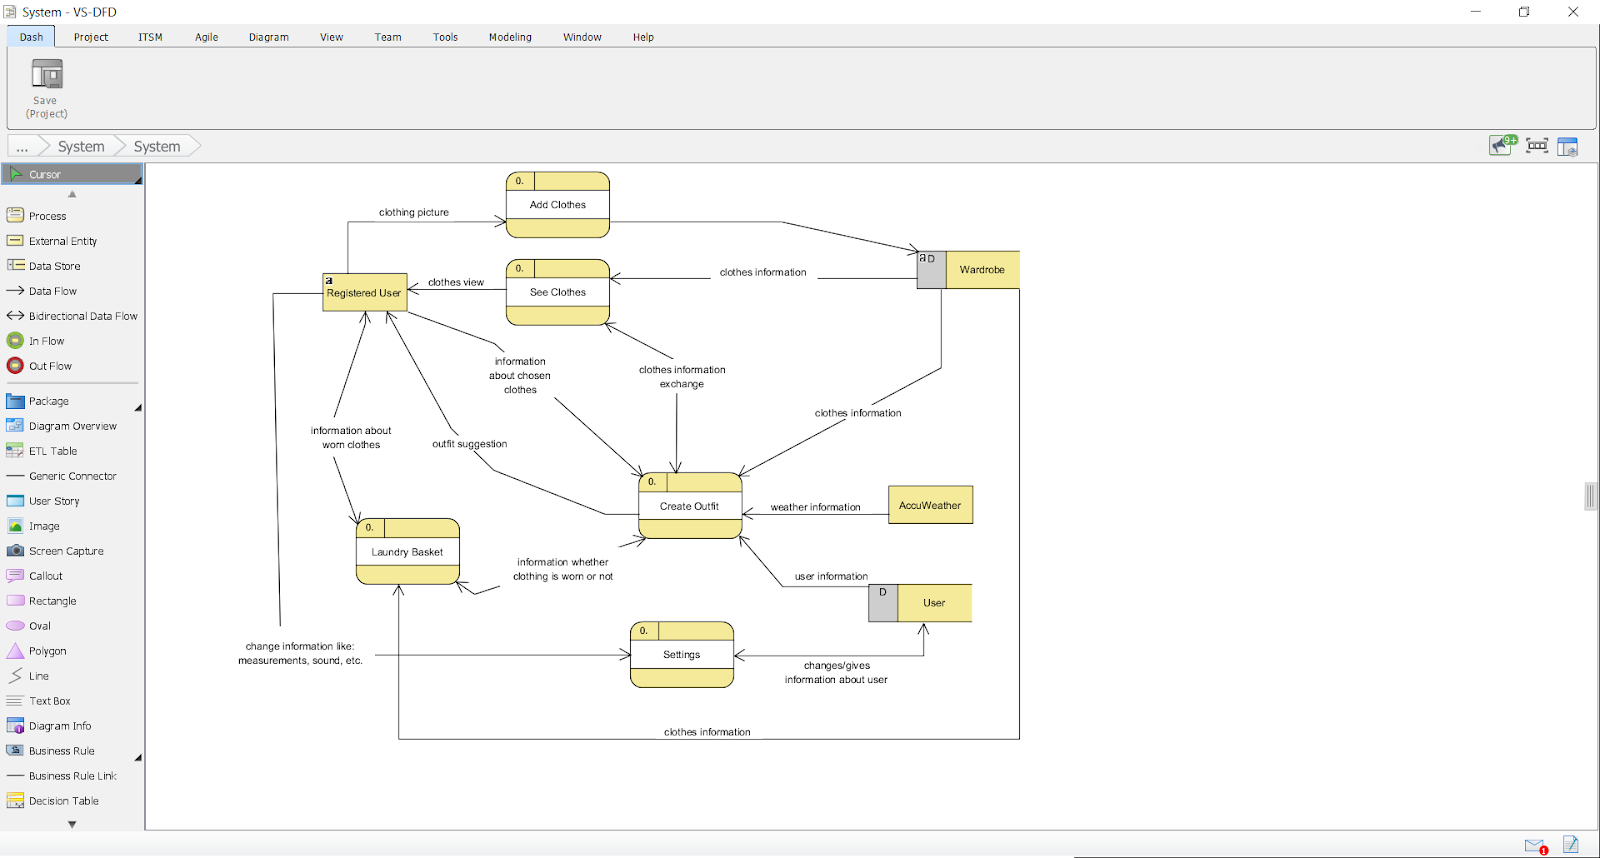 System - VS-DFD
Dash Project ITSM Agile Diagram View Team Tools Modeling Window Help
Save
(Project)
... System System
9+
Cursor
Process
External Entity
Data Store
Data Flow
Bidirectional Data Flow
In Flow
Out Flow
Package
Diagram Overview
ETL Table
Generic Connector
User Story
Image
Screen Capture
Callout
Rectangle
Oval
Polygon
Line
Text Box
Diagram Info
Business Rule
Business Rule Link
Decision Table
0.
Add Clothes
clothing picture
0.
See Clothes
clothes view
clothes information
a D
Wardrobe
a
Registered User
information
about chosen
clothes
clothes information
exchange
clothes information
information about
worn clothes
outfit suggestion
0.
Create Outfit
weather information
AccuWeather
0.
Laundry Basket
information whether
clothing is worn or not
user information
D
User
0.
Settings
change information like:
measurements, sound, etc.
changes/gives
information about user
clothes information
1